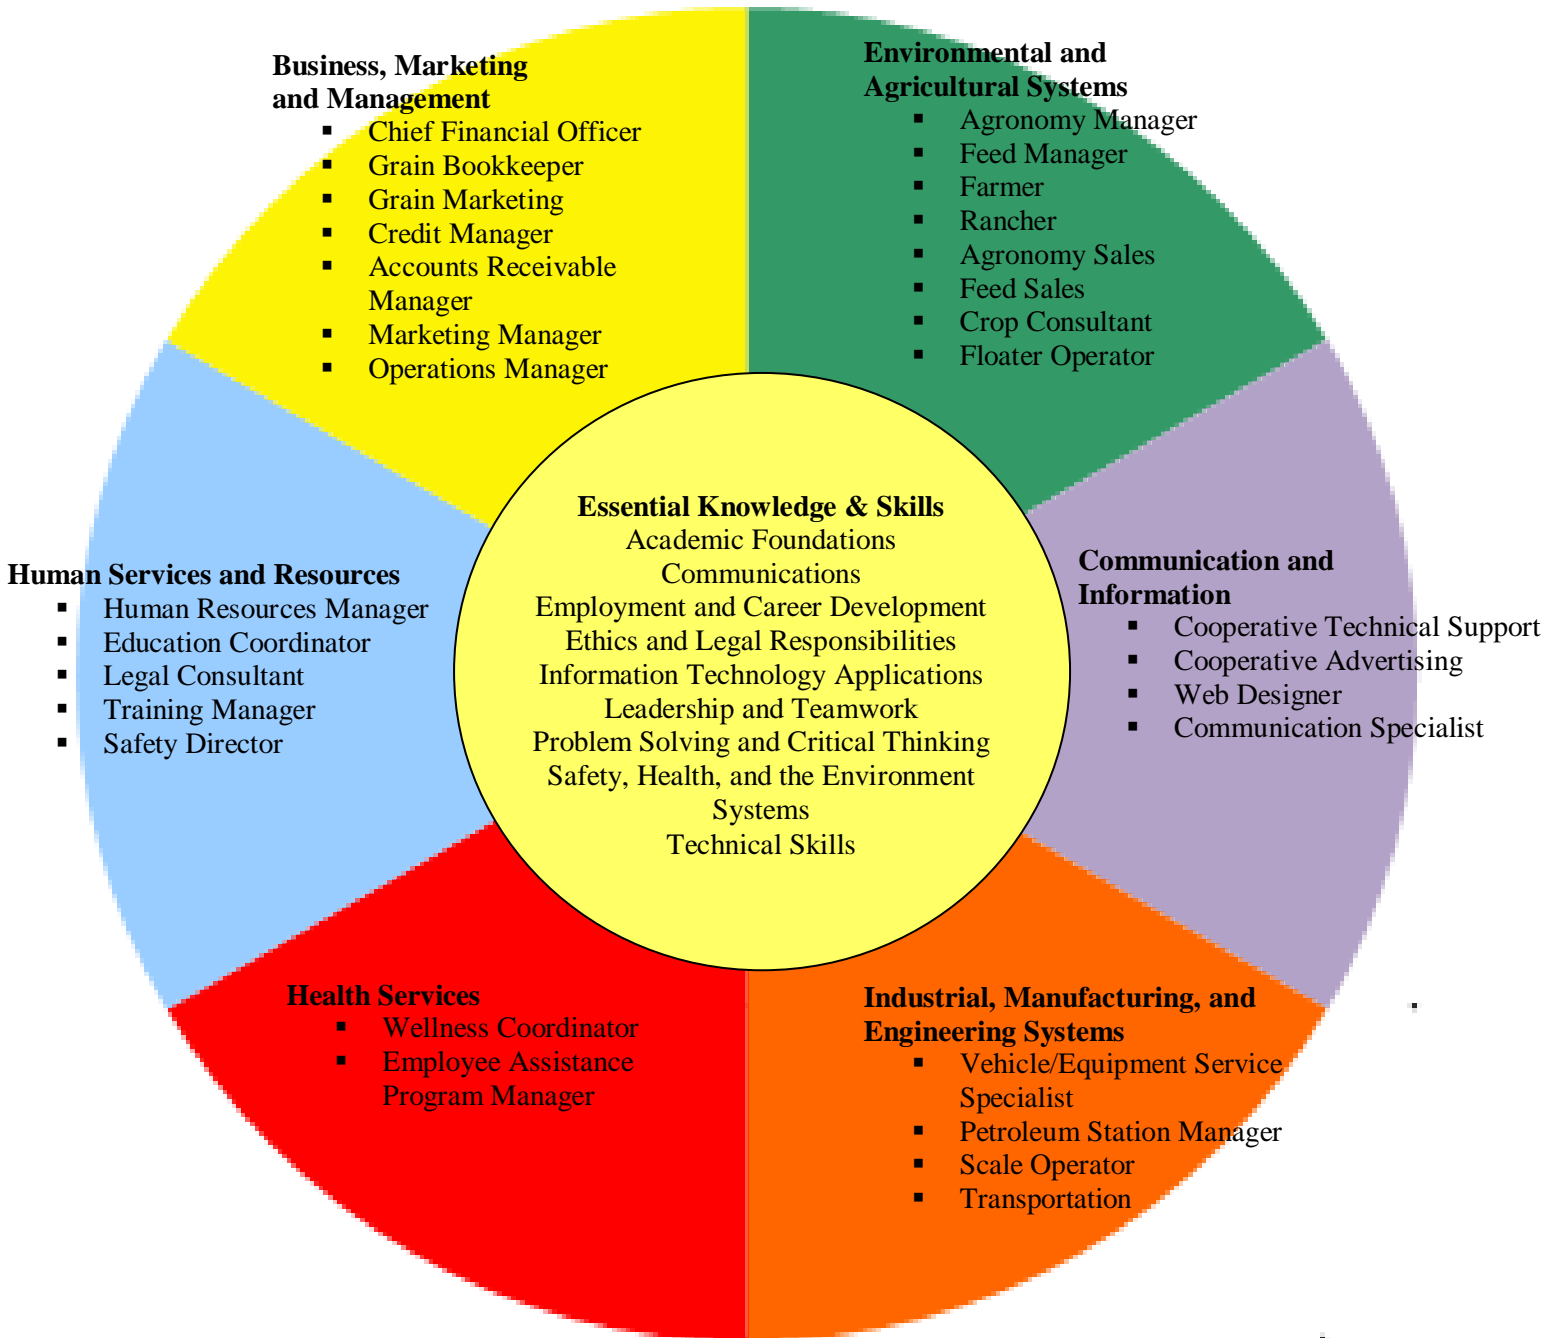 Business, Marketing
and Management
▪ Chief Financial Officer
▪ Grain Bookkeeper
▪ Grain Marketing
▪ Credit Manager
▪ Accounts Receivable
Manager
▪ Marketing Manager
▪ Operations Manager
Environmental and
Agricultural Systems
▪ Agronomy Manager
▪ Feed Manager
▪ Farmer
▪ Rancher
▪ Agronomy Sales
▪ Feed Sales
▪ Crop Consultant
▪ Floater Operator
Human Services and Resources
▪ Human Resources Manager
▪ Education Coordinator
▪ Legal Consultant
▪ Training Manager
▪ Safety Director
Essential Knowledge & Skills
Academic Foundations
Communications
Employment and Career Development
Ethics and Legal Responsibilities
Information Technology Applications
Leadership and Teamwork
Problem Solving and Critical Thinking
Safety, Health, and the Environment
Systems
Technical Skills
Communication and
Information
▪ Cooperative Technical Support
▪ Cooperative Advertising
▪ Web Designer
▪ Communication Specialist
Health Services
▪ Wellness Coordinator
▪ Employee Assistance
Program Manager
Industrial, Manufacturing, and
Engineering Systems
▪ Vehicle/Equipment Service
Specialist
▪ Petroleum Station Manager
▪ Scale Operator
▪ Transportation